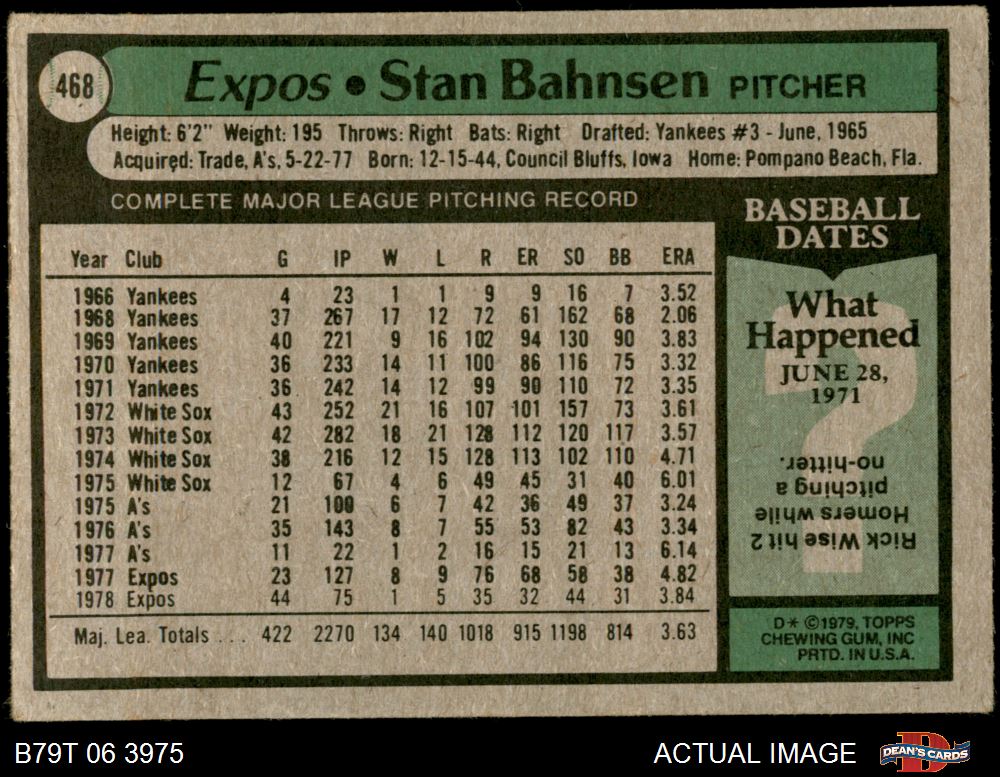 468
Expos • Stan Bahnsen PITCHER
Height: 6'2" Weight: 195 Throws: Right Bats: Right Drafted: Yankees #3 - June, 1965
Acquired: Trade, A's, 5-22-77 Born: 12-15-44, Council Bluffs, Iowa Home: Pompano Beach, Fla.
COMPLETE MAJOR LEAGUE PITCHING RECORD
Year Club G IP W L R ER SO BB ERA
1966 Yankees 4 23 1 1 9 9 16 7 3.52
1968 Yankees 37 267 17 12 72 61 162 68 2.06
1969 Yankees 40 221 9 16 102 94 130 90 3.83
1970 Yankees 36 233 14 11 100 86 116 75 3.32
1971 Yankees 36 242 14 12 99 90 110 72 3.35
1972 White Sox 43 252 21 16 107 101 157 73 3.61
1973 White Sox 42 282 18 21 128 112 120 117 3.57
1974 White Sox 38 216 12 15 128 113 102 110 4.71
1975 White Sox 12 67 4 6 49 45 31 40 6.01
1975 A's 21 100 6 7 42 36 49 37 3.24
1976 A's 35 143 8 7 55 53 82 43 3.34
1977 A's 11 22 1 2 16 15 21 13 6.14
1977 Expos 23 127 8 9 76 68 58 38 4.82
1978 Expos 44 75 1 5 35 32 44 31 3.84
Maj. Lea. Totals ... 422 2270 134 140 1018 915 1198 814 3.63
BASEBALL
DATES
What
Happened
JUNE 28,
1971
?
Rick Wise hit 2
Homers while
pitching a
no-hitter.
D* ©1979, TOPPS
CHEWING GUM, INC
PRTD. IN U.S.A.
B79T 06 3975
ACTUAL IMAGE
D
DEAN'S CARDS